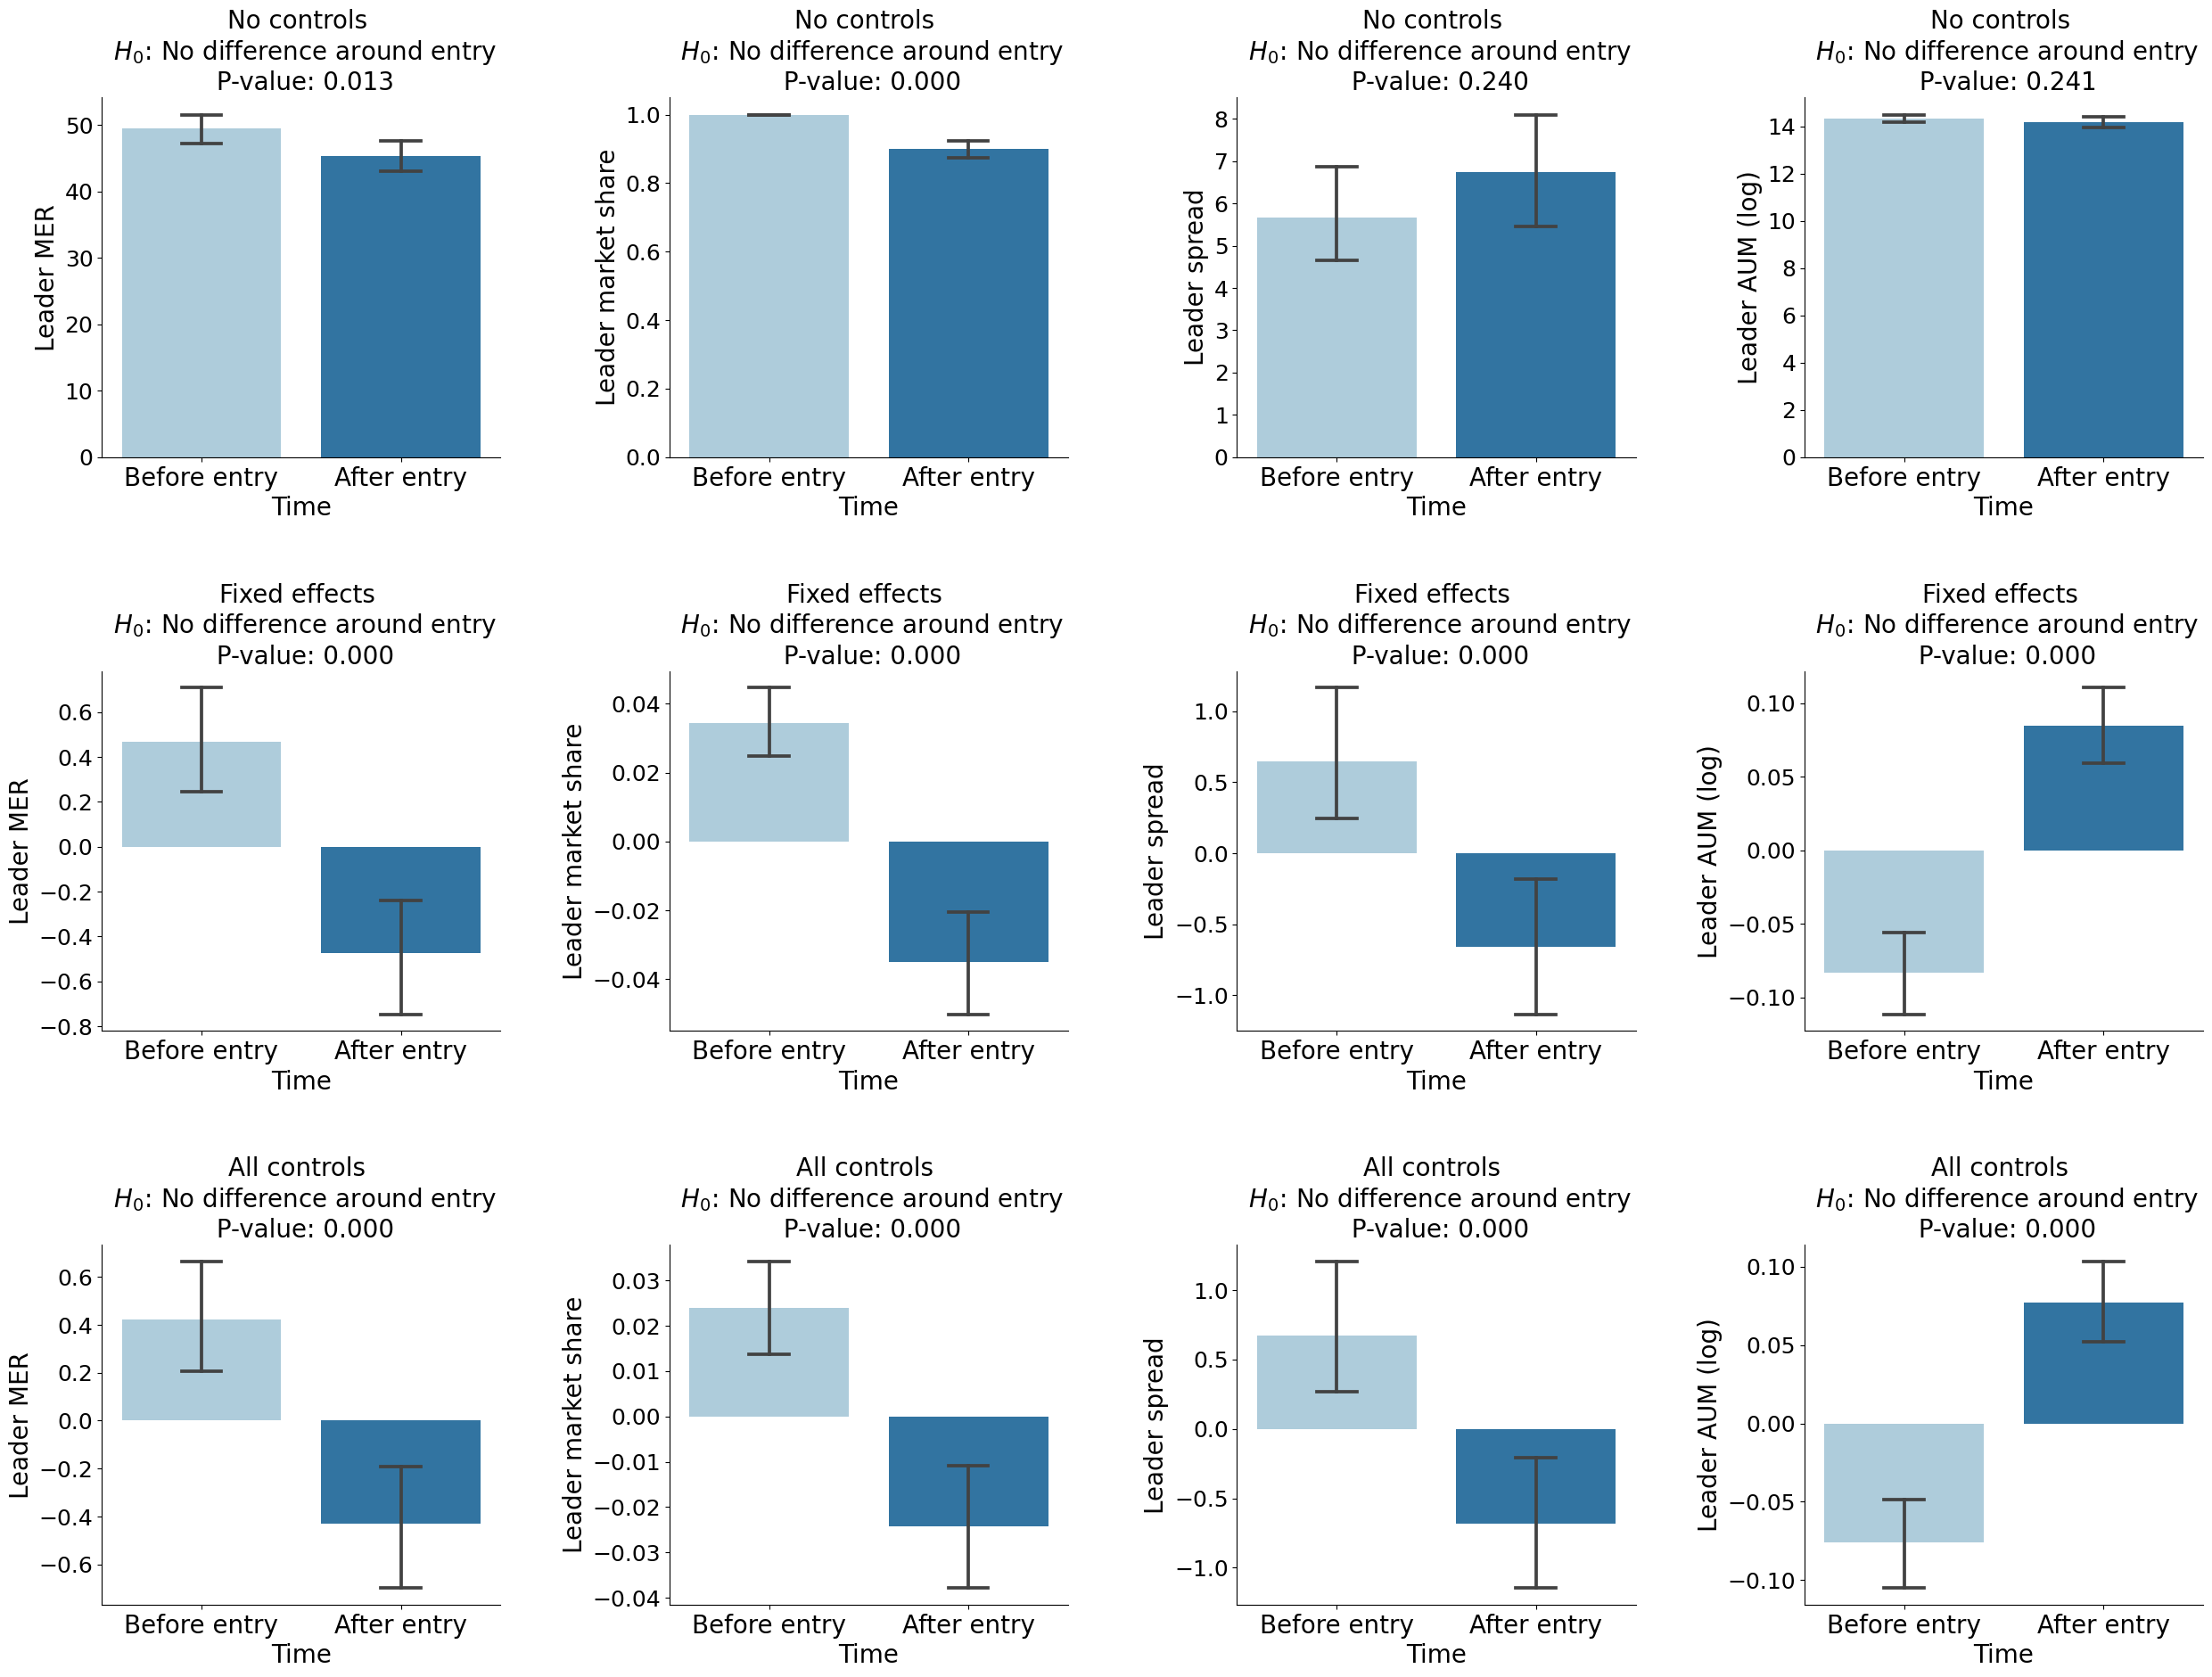 No controls
H₀: No difference around entry
P-value: 0.013
50
40
30
20
10
0
Leader MER
Before entry After entry
Time
No controls
H₀: No difference around entry
P-value: 0.000
1.0
0.8
0.6
0.4
0.2
0.0
Leader market share
Before entry After entry
Time
No controls
H₀: No difference around entry
P-value: 0.240
8
7
6
5
4
3
2
1
0
Leader spread
Before entry After entry
Time
No controls
H₀: No difference around entry
P-value: 0.241
14
12
10
8
6
4
2
0
Leader AUM (log)
Before entry After entry
Time
Fixed effects
H₀: No difference around entry
P-value: 0.000
0.6
0.4
0.2
0.0
−0.2
−0.4
−0.6
−0.8
Leader MER
Before entry After entry
Time
Fixed effects
H₀: No difference around entry
P-value: 0.000
0.04
0.02
0.00
−0.02
−0.04
Leader market share
Before entry After entry
Time
Fixed effects
H₀: No difference around entry
P-value: 0.000
1.0
0.5
0.0
−0.5
−1.0
Leader spread
Before entry After entry
Time
Fixed effects
H₀: No difference around entry
P-value: 0.000
0.10
0.05
0.00
−0.05
−0.10
Leader AUM (log)
Before entry After entry
Time
All controls
H₀: No difference around entry
P-value: 0.000
0.6
0.4
0.2
0.0
−0.2
−0.4
−0.6
Leader MER
Before entry After entry
Time
All controls
H₀: No difference around entry
P-value: 0.000
0.03
0.02
0.01
0.00
−0.01
−0.02
−0.03
−0.04
Leader market share
Before entry After entry
Time
All controls
H₀: No difference around entry
P-value: 0.000
1.0
0.5
0.0
−0.5
−1.0
Leader spread
Before entry After entry
Time
All controls
H₀: No difference around entry
P-value: 0.000
0.10
0.05
0.00
−0.05
−0.10
Leader AUM (log)
Before entry After entry
Time